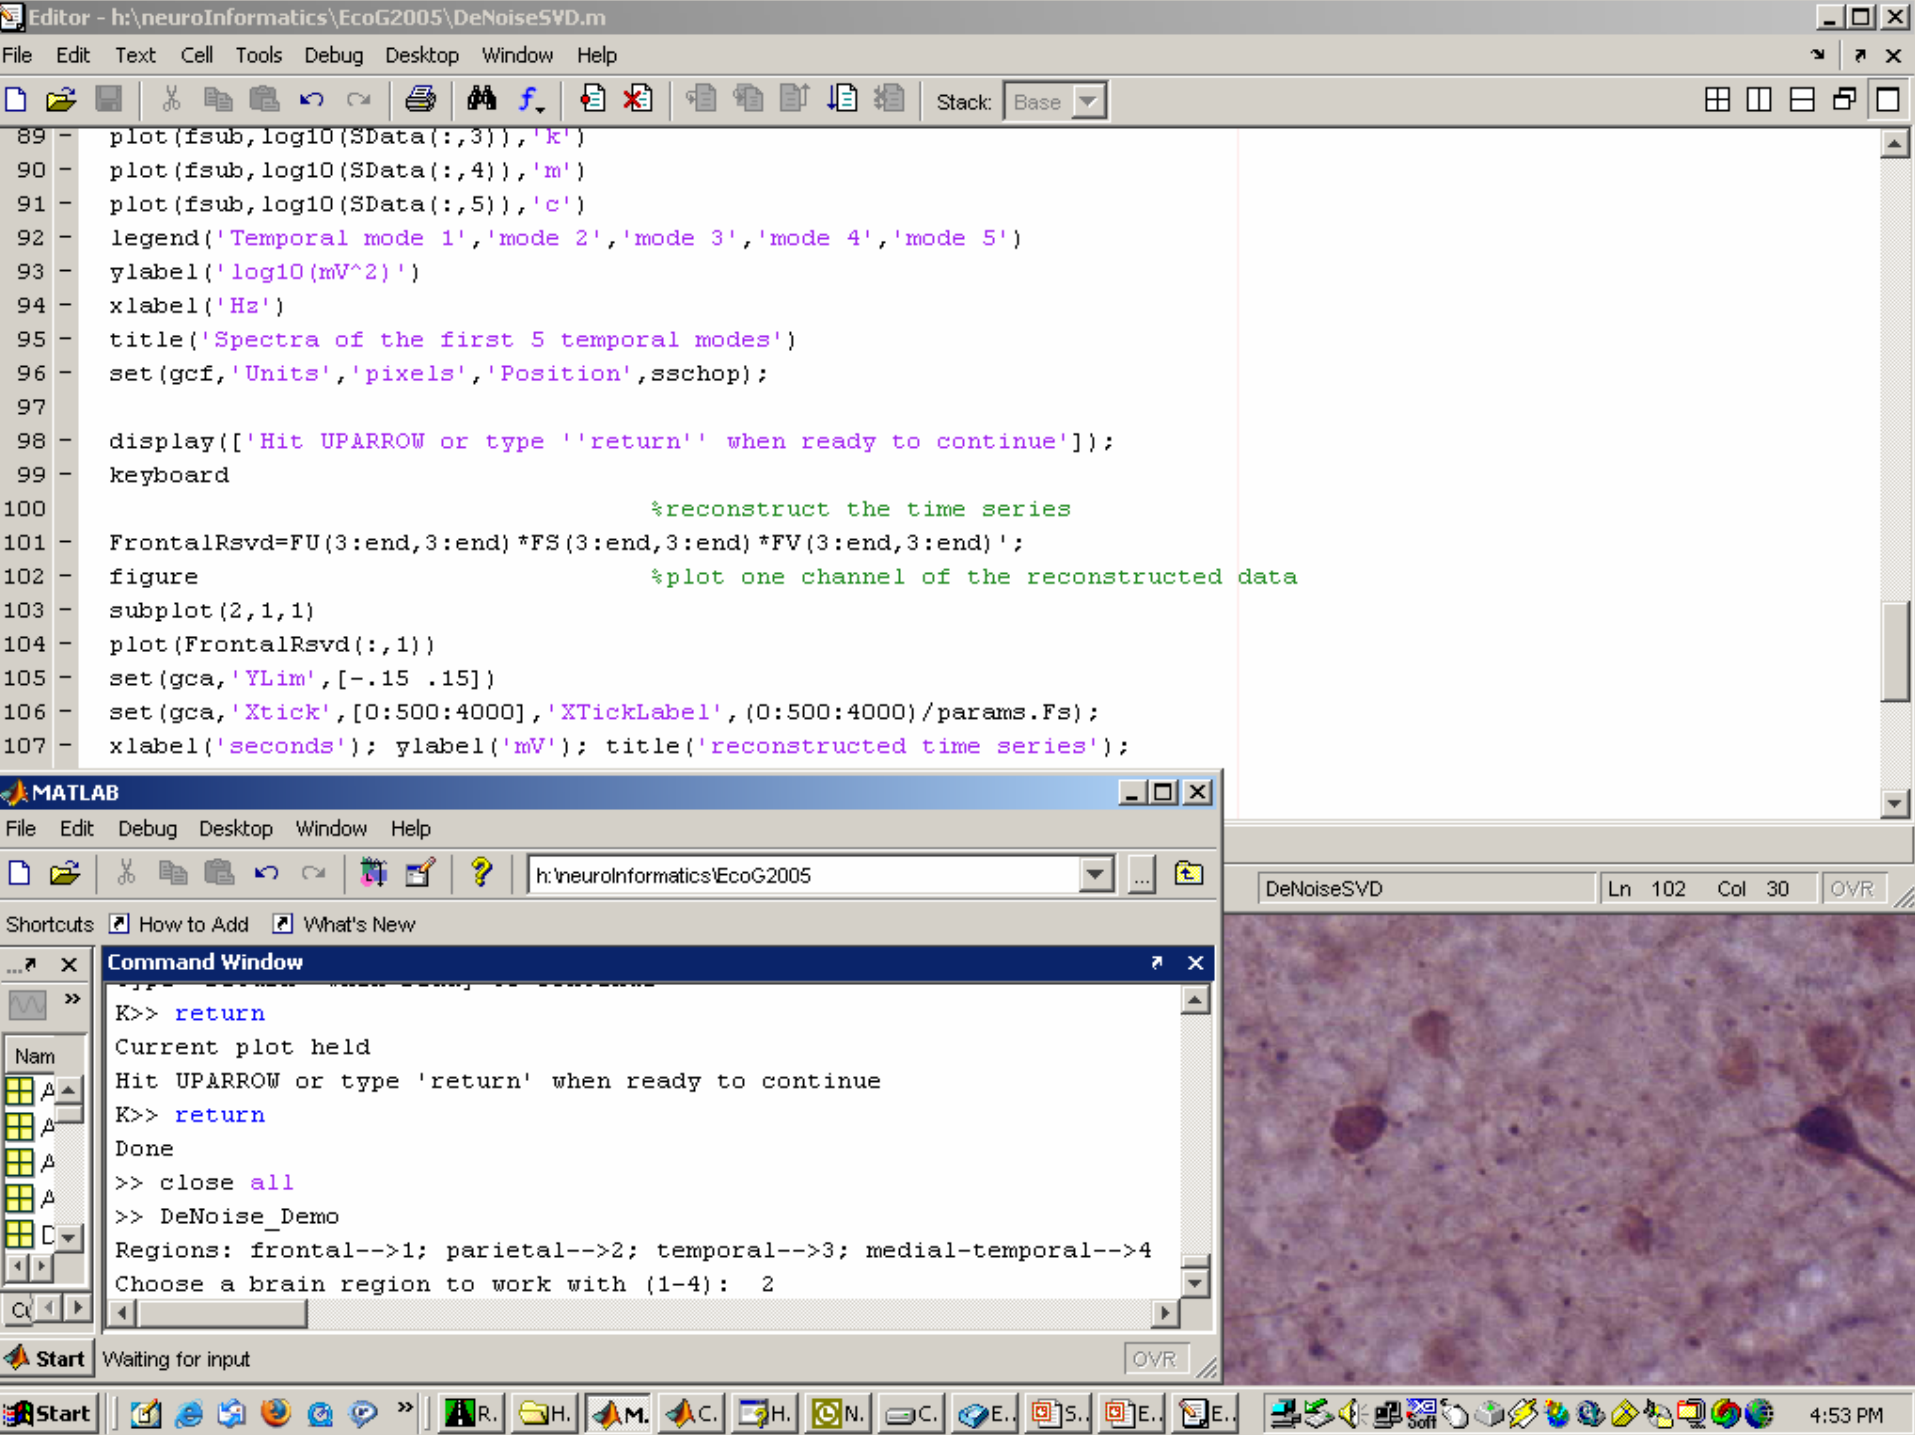 Editor - h:\neuroInformatics\EcoG2005\DeNoiseSVD.m
File Edit Text Cell Tools Debug Desktop Window Help
Stack: Base
89 - plot(fsub,log10(SData(:,3)),'k')
90 - plot(fsub,log10(SData(:,4)),'m')
91 - plot(fsub,log10(SData(:,5)),'c')
92 - legend('Temporal mode 1','mode 2','mode 3','mode 4','mode 5')
93 - ylabel('log10(mV^2)')
94 - xlabel('Hz')
95 - title('Spectra of the first 5 temporal modes')
96 - set(gcf,'Units','pixels','Position',sschop);
97
98 - display(['Hit UPARROW or type ''return'' when ready to continue']);
99 - keyboard
100 %reconstruct the time series
101 - FrontalRsvd=FU(3:end,3:end)*FS(3:end,3:end)*FV(3:end,3:end)';
102 - figure %plot one channel of the reconstructed data
103 - subplot(2,1,1)
104 - plot(FrontalRsvd(:,1))
105 - set(gca,'YLim',[-.15 .15])
106 - set(gca,'Xtick',[0:500:4000],'XTickLabel',(0:500:4000)/params.Fs);
107 - xlabel('seconds'); ylabel('mV'); title('reconstructed time series');
MATLAB
File Edit Debug Desktop Window Help
h:\neuroInformatics\EcoG2005
...
DeNoiseSVD Ln 102 Col 30 OVR
Shortcuts How to Add What's New
... Command Window
K>> return
Nam
Current plot held
A
Hit UPARROW or type 'return' when ready to continue
A
K>> return
A
Done
A
>> close all
>> DeNoise_Demo
Regions: frontal-->1; parietal-->2; temporal-->3; medial-temporal-->4
Choose a brain region to work with (1-4): 2
Start Waiting for input OVR
Start R. H. M. C. H. N. C. E.. S.. E.. E.. 4:53 PM